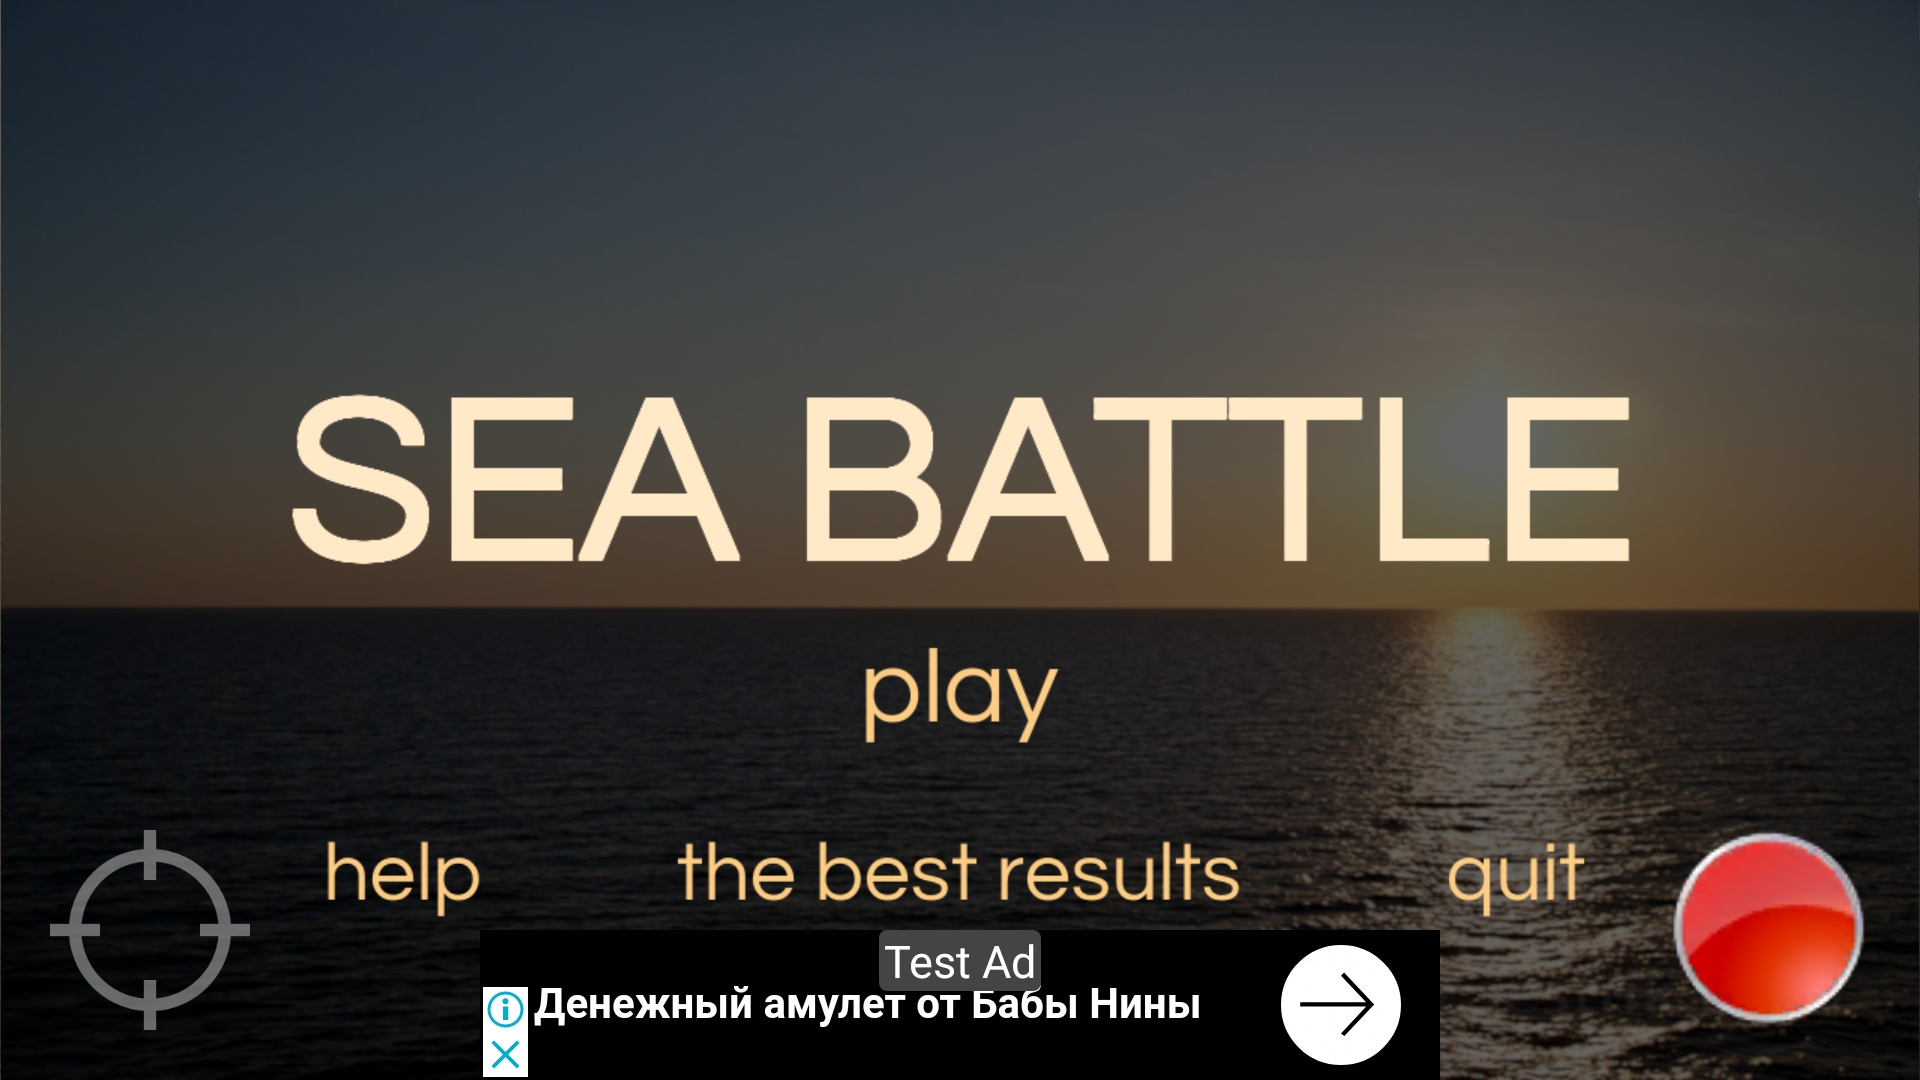 SEA BATTLE
play
help the best results quit
Test Ad
Денежный амулет от Бабы Нины